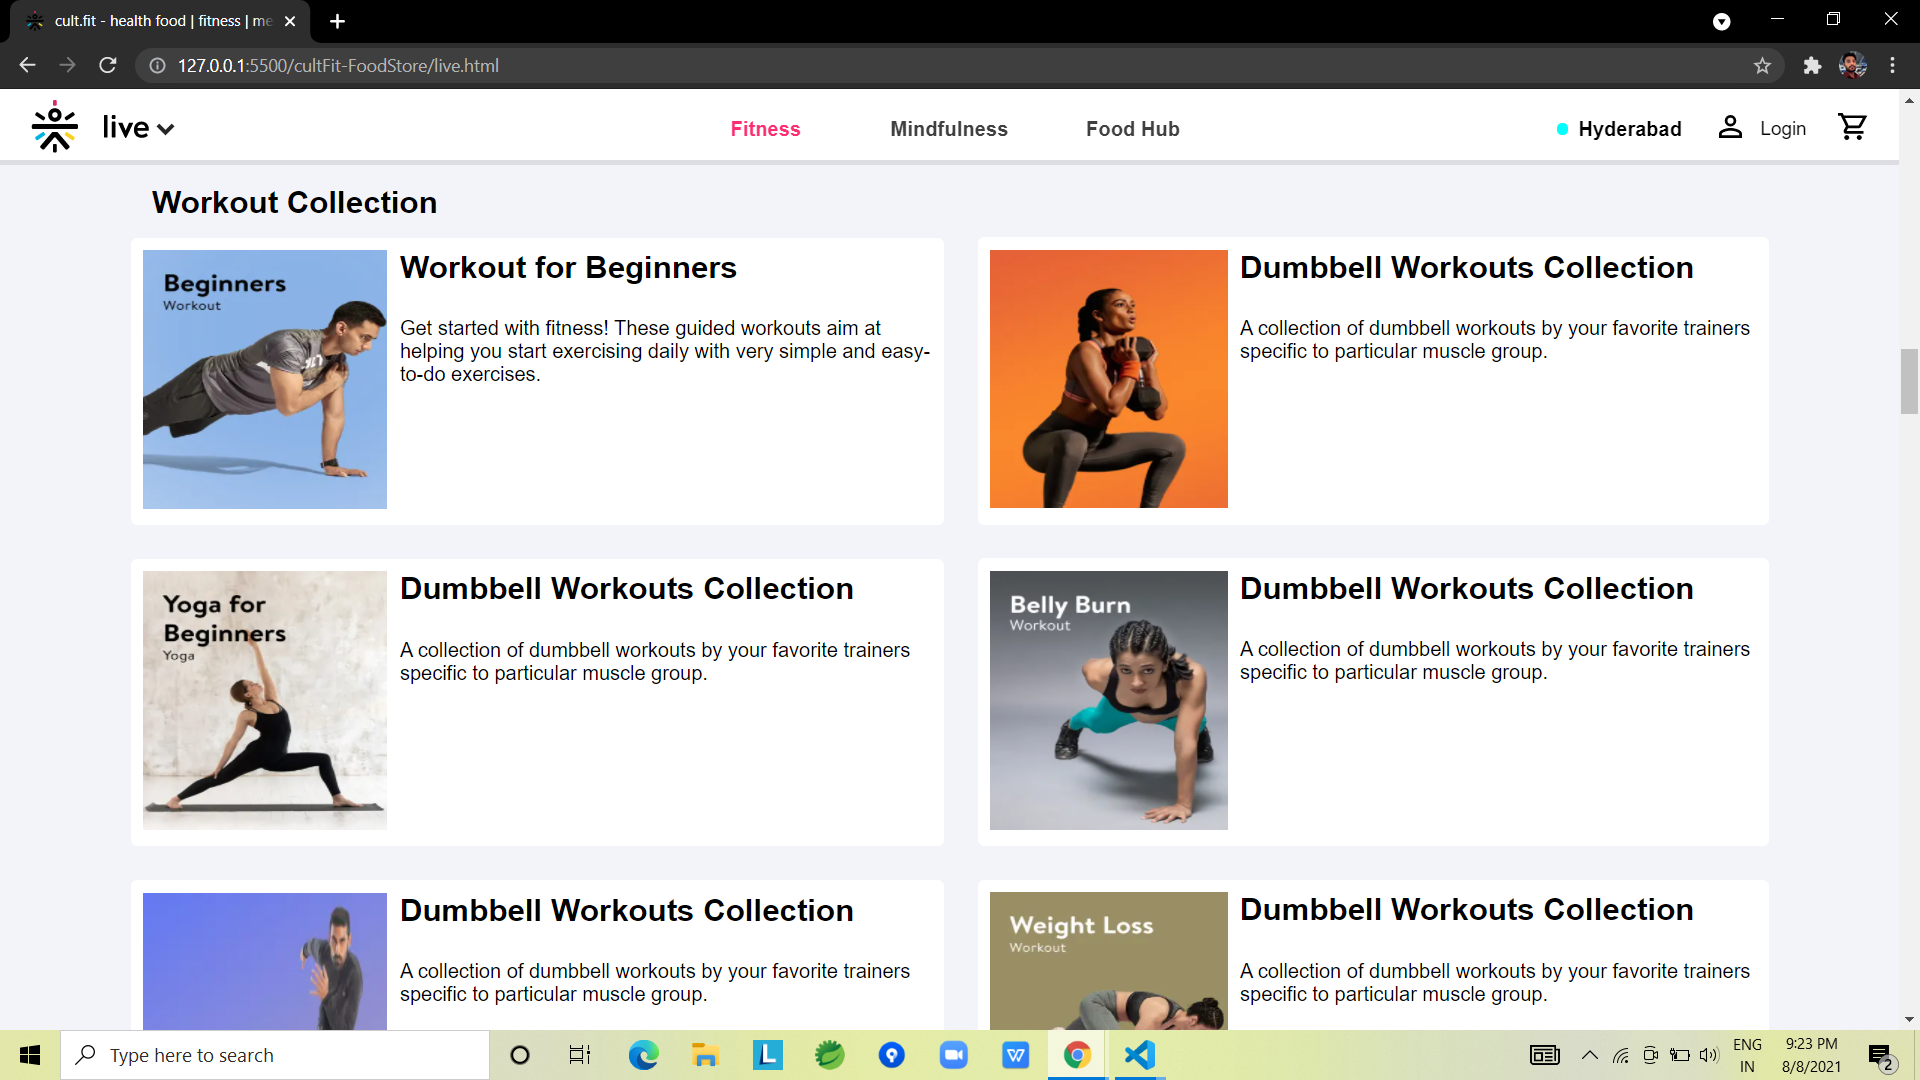 cult.fit - health food | fitness | me
127.0.0.1:5500/cultFit-FoodStore/live.html
live
Fitness
Mindfulness
Food Hub
Hyderabad
Login
Workout Collection
Beginners
Workout
Workout for Beginners
Get started with fitness! These guided workouts aim at
helping you start exercising daily with very simple and easy-
to-do exercises.
Dumbbell Workouts Collection
A collection of dumbbell workouts by your favorite trainers
specific to particular muscle group.
Yoga for
Beginners
Yoga
Dumbbell Workouts Collection
A collection of dumbbell workouts by your favorite trainers
specific to particular muscle group.
Belly Burn
Workout
Dumbbell Workouts Collection
A collection of dumbbell workouts by your favorite trainers
specific to particular muscle group.
Dumbbell Workouts Collection
A collection of dumbbell workouts by your favorite trainers
specific to particular muscle group.
Weight Loss
Workout
Dumbbell Workouts Collection
A collection of dumbbell workouts by your favorite trainers
specific to particular muscle group.
Type here to search
L
W
ENG
IN
9:23 PM
8/8/2021
2